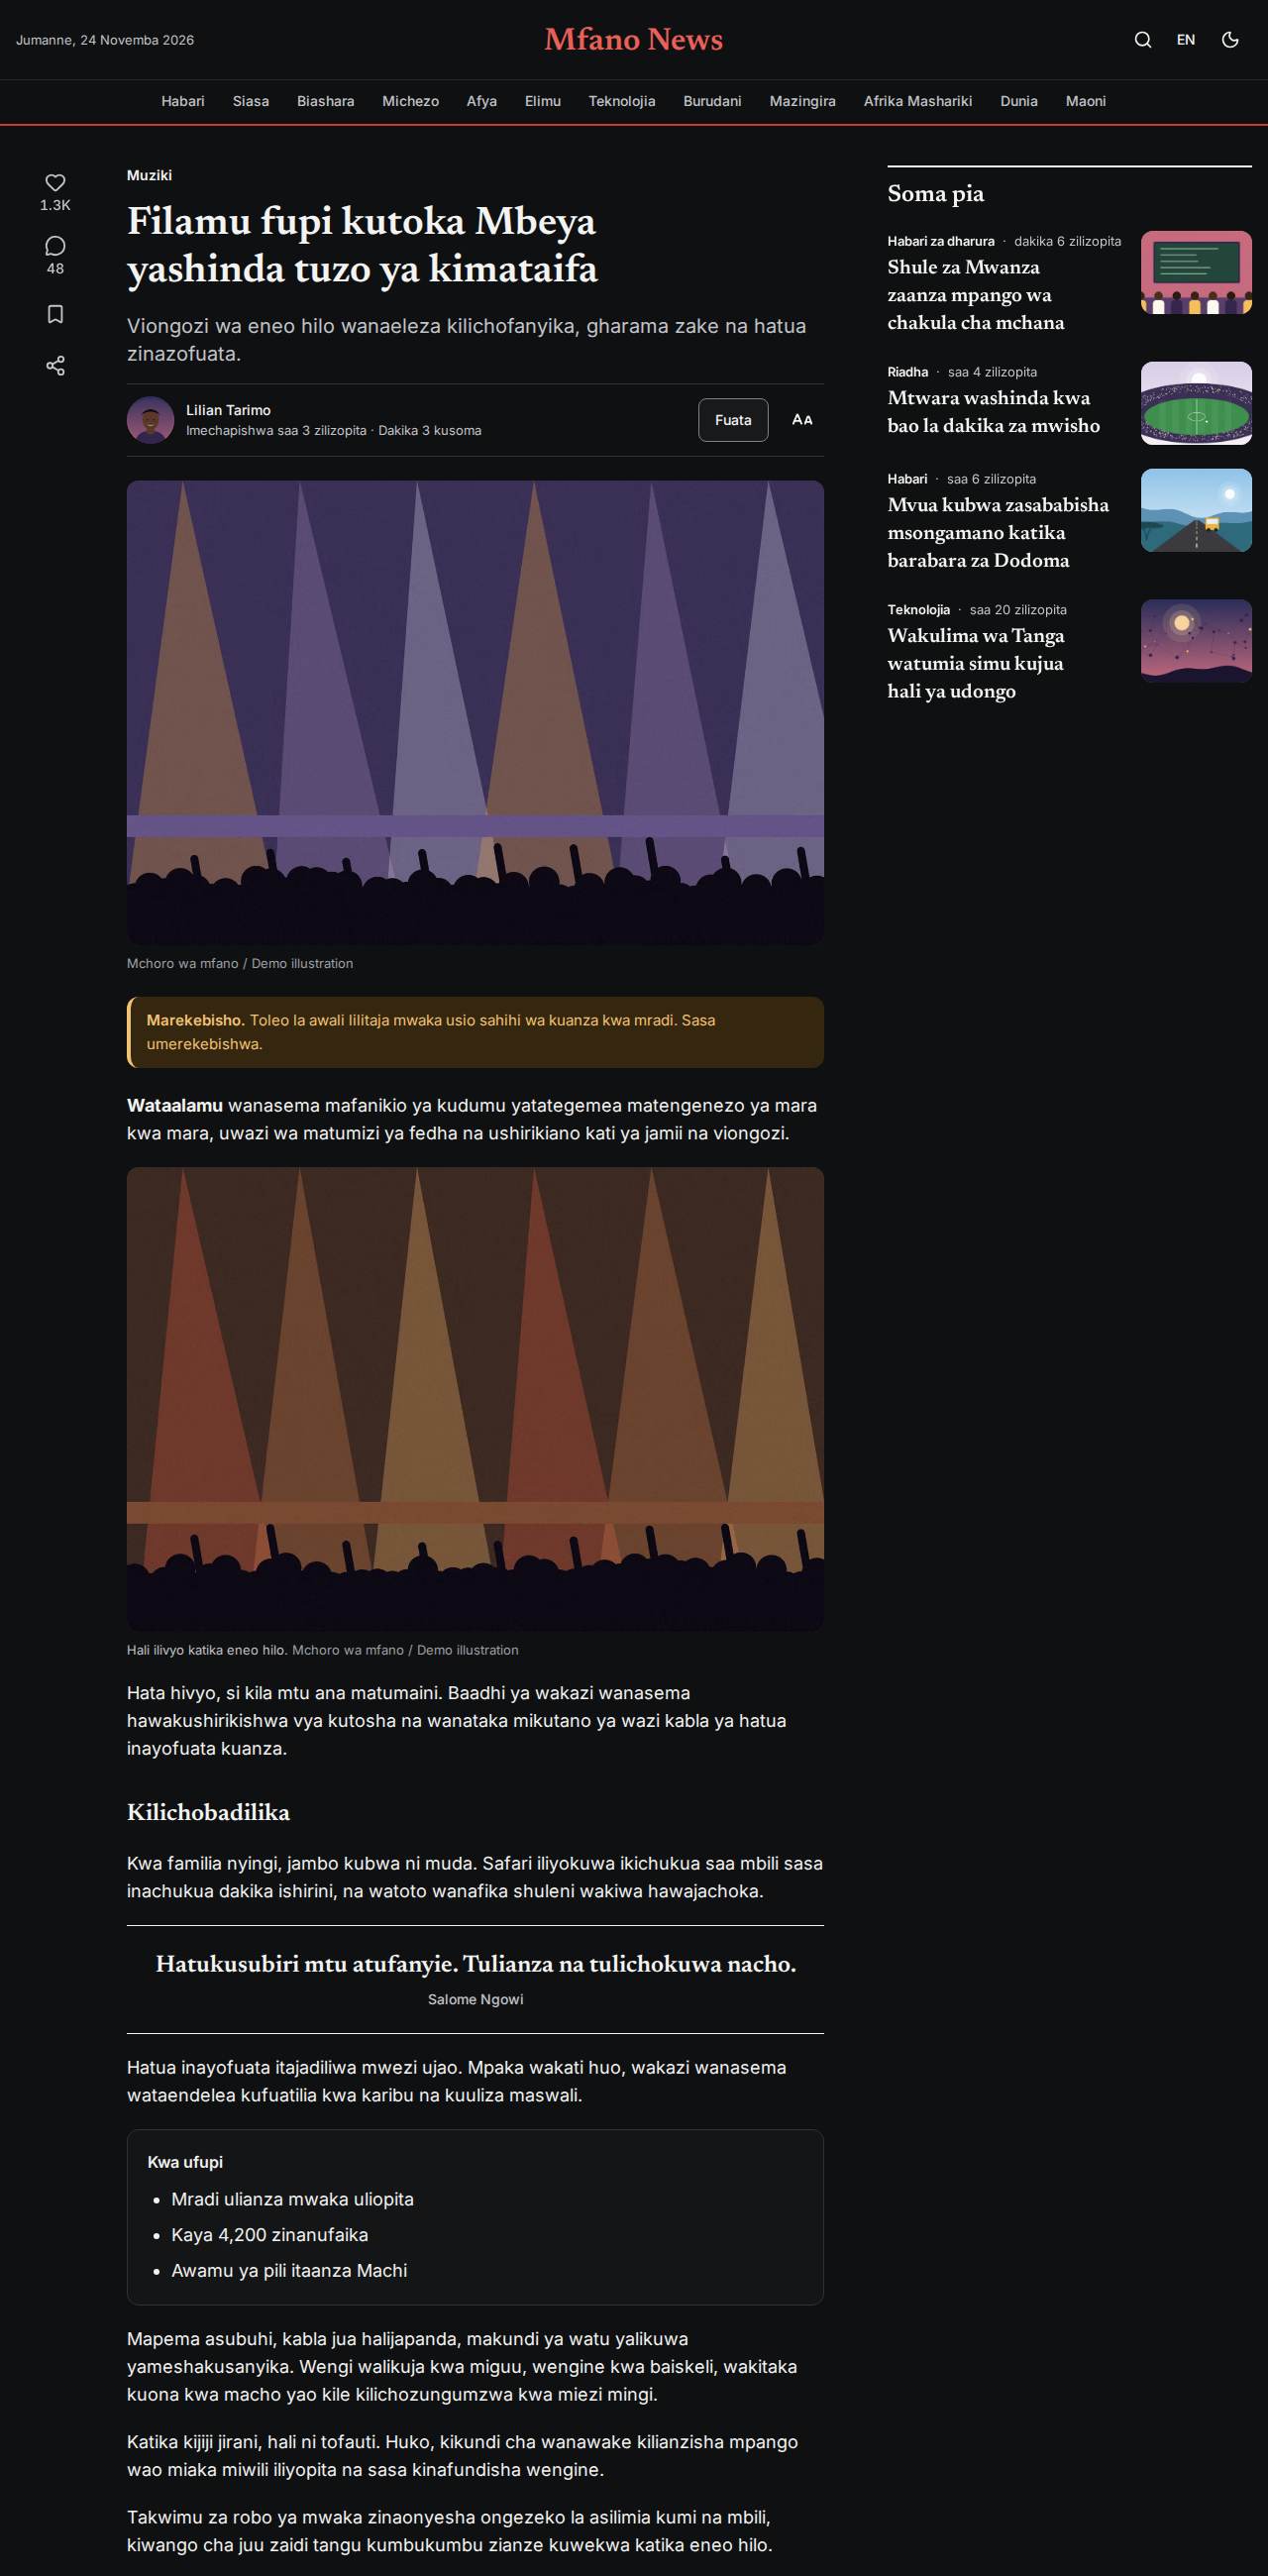 Jumanne, 24 Novemba 2026
Mfano News
EN
Habari Siasa Biashara Michezo Afya Elimu Teknolojia Burudani Mazingira Afrika Mashariki Dunia Maoni
1.3K
48
Muziki
Filamu fupi kutoka Mbeya
yashinda tuzo ya kimataifa
Viongozi wa eneo hilo wanaeleza kilichofanyika, gharama zake na hatua
zinazofuata.
Lilian Tarimo
Imechapishwa saa 3 zilizopita · Dakika 3 kusoma
Fuata
AA
Mchoro wa mfano / Demo illustration
Marekebisho. Toleo la awali lilitaja mwaka usio sahihi wa kuanza kwa mradi. Sasa
umerekebishwa.
Wataalamu wanasema mafanikio ya kudumu yatategemea matengenezo ya mara
kwa mara, uwazi wa matumizi ya fedha na ushirikiano kati ya jamii na viongozi.
Hali ilivyo katika eneo hilo. Mchoro wa mfano / Demo illustration
Hata hivyo, si kila mtu ana matumaini. Baadhi ya wakazi wanasema
hawakushirikishwa vya kutosha na wanataka mikutano ya wazi kabla ya hatua
inayofuata kuanza.
Kilichobadilika
Kwa familia nyingi, jambo kubwa ni muda. Safari iliyokuwa ikichukua saa mbili sasa
inachukua dakika ishirini, na watoto wanafika shuleni wakiwa hawajachoka.
Hatukusubiri mtu atufanyie. Tulianza na tulichokuwa nacho.
Salome Ngowi
Hatua inayofuata itajadiliwa mwezi ujao. Mpaka wakati huo, wakazi wanasema
wataendelea kufuatilia kwa karibu na kuuliza maswali.
Kwa ufupi
• Mradi ulianza mwaka uliopita
• Kaya 4,200 zinanufaika
• Awamu ya pili itaanza Machi
Mapema asubuhi, kabla jua halijapanda, makundi ya watu yalikuwa
yameshakusanyika. Wengi walikuja kwa miguu, wengine kwa baiskeli, wakitaka
kuona kwa macho yao kile kilichozungumzwa kwa miezi mingi.
Katika kijiji jirani, hali ni tofauti. Huko, kikundi cha wanawake kilianzisha mpango
wao miaka miwili iliyopita na sasa kinafundisha wengine.
Takwimu za robo ya mwaka zinaonyesha ongezeko la asilimia kumi na mbili,
kiwango cha juu zaidi tangu kumbukumbu zianze kuwekwa katika eneo hilo.
Soma pia
Habari za dharura · dakika 6 zilizopita
Shule za Mwanza
zaanza mpango wa
chakula cha mchana
Riadha · saa 4 zilizopita
Mtwara washinda kwa
bao la dakika za mwisho
Habari · saa 6 zilizopita
Mvua kubwa zasababisha
msongamano katika
barabara za Dodoma
Teknolojia · saa 20 zilizopita
Wakulima wa Tanga
watumia simu kujua
hali ya udongo